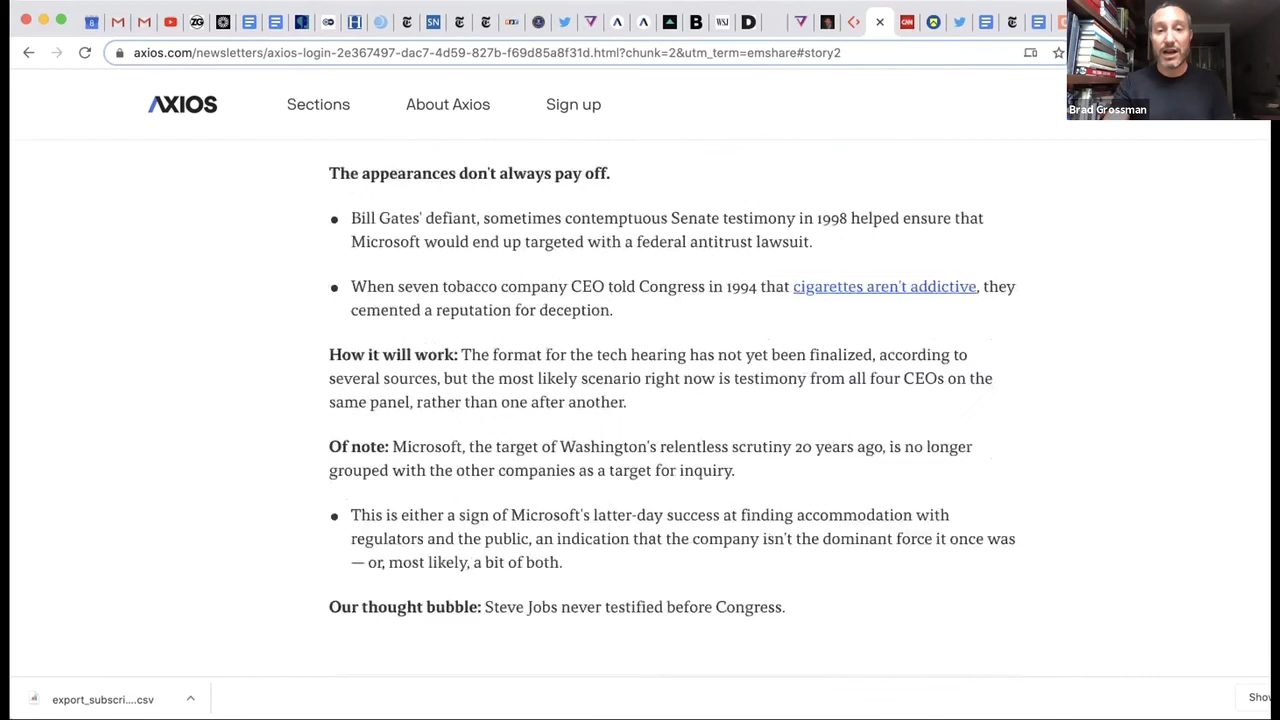 axios.com/newsletters/axios-login-2e367497-dac7-4d59-827b-f69d85a8f31d.html?chunk=2&utm_term=emshare#story2
Brad Grossman
AXIOS
Sections
About Axios
Sign up
The appearances don't always pay off.
Bill Gates' defiant, sometimes contemptuous Senate testimony in 1998 helped ensure that
Microsoft would end up targeted with a federal antitrust lawsuit.
When seven tobacco company CEO told Congress in 1994 that cigarettes aren't addictive, they
cemented a reputation for deception.
How it will work: The format for the tech hearing has not yet been finalized, according to
several sources, but the most likely scenario right now is testimony from all four CEOs on the
same panel, rather than one after another.
Of note: Microsoft, the target of Washington's relentless scrutiny 20 years ago, is no longer
grouped with the other companies as a target for inquiry.
This is either a sign of Microsoft's latter-day success at finding accommodation with
regulators and the public, an indication that the company isn't the dominant force it once was
— or, most likely, a bit of both.
Our thought bubble: Steve Jobs never testified before Congress.
export_subscri....csv
Show